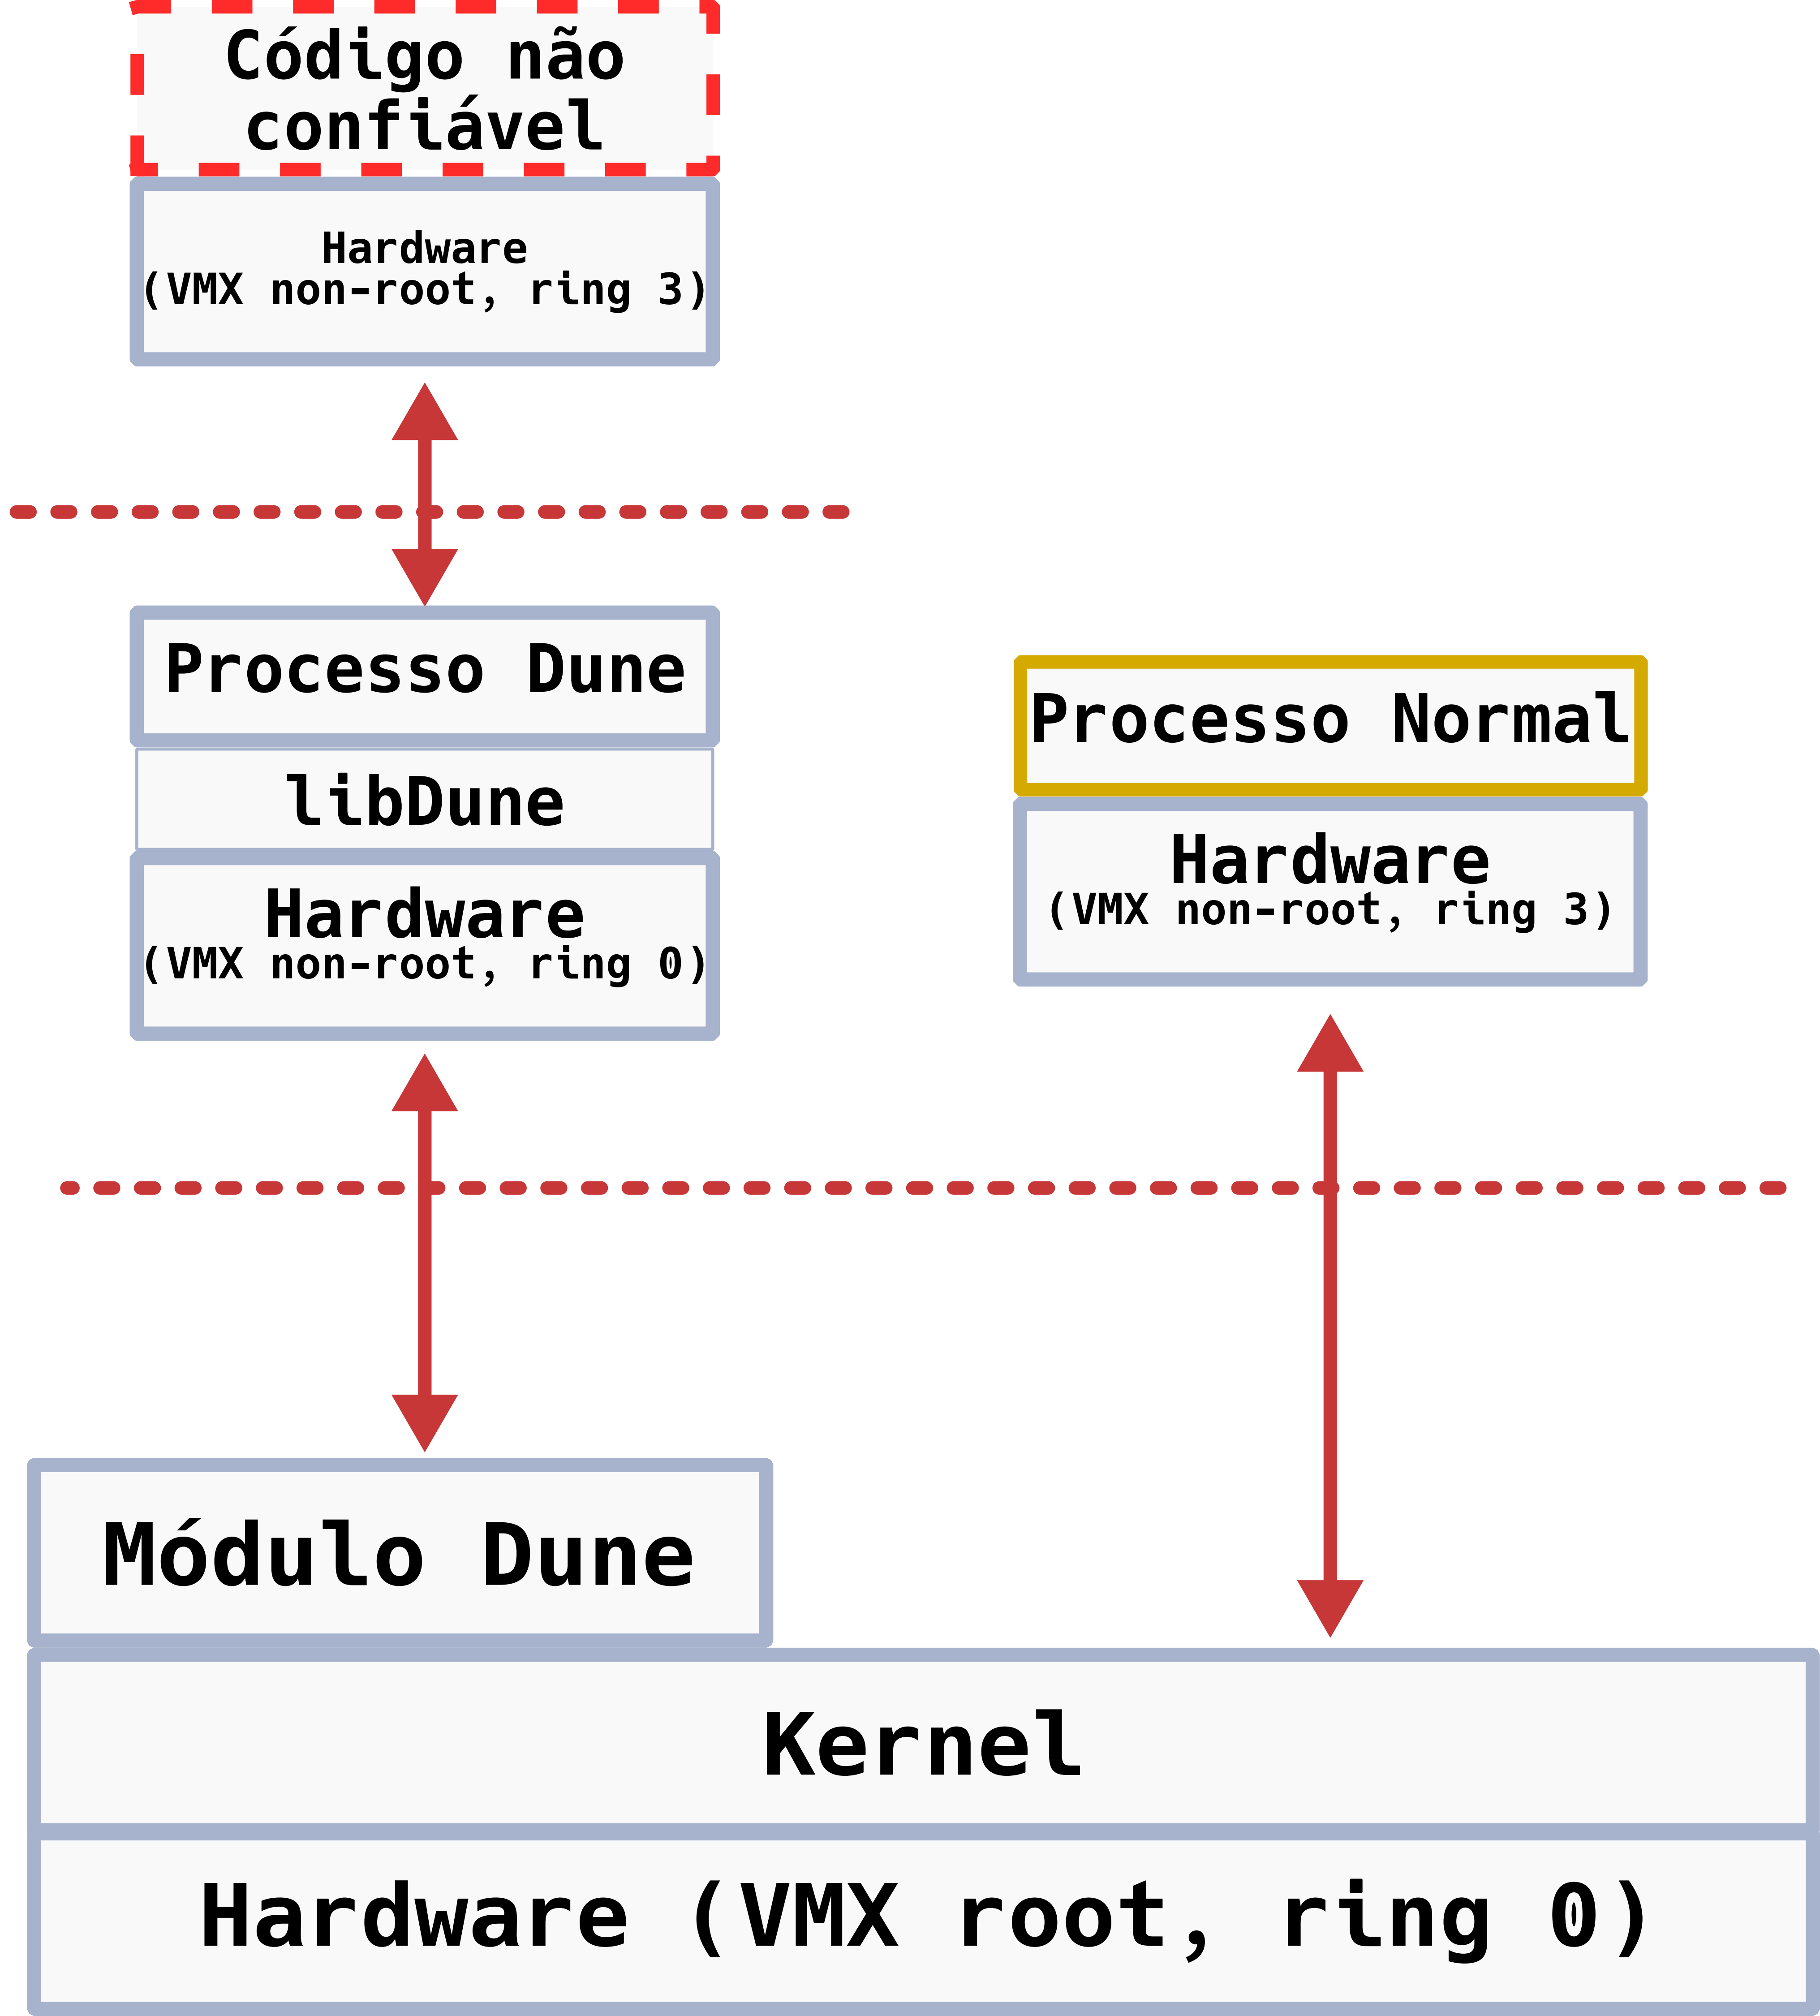 Código não
confiável
Hardware
(VMX non-root, ring 3)
Processo Dune
libDune
Hardware
(VMX non-root, ring 0)
Processo Normal
Hardware
(VMX non-root, ring 3)
Módulo Dune
Kernel
Hardware (VMX root, ring 0)